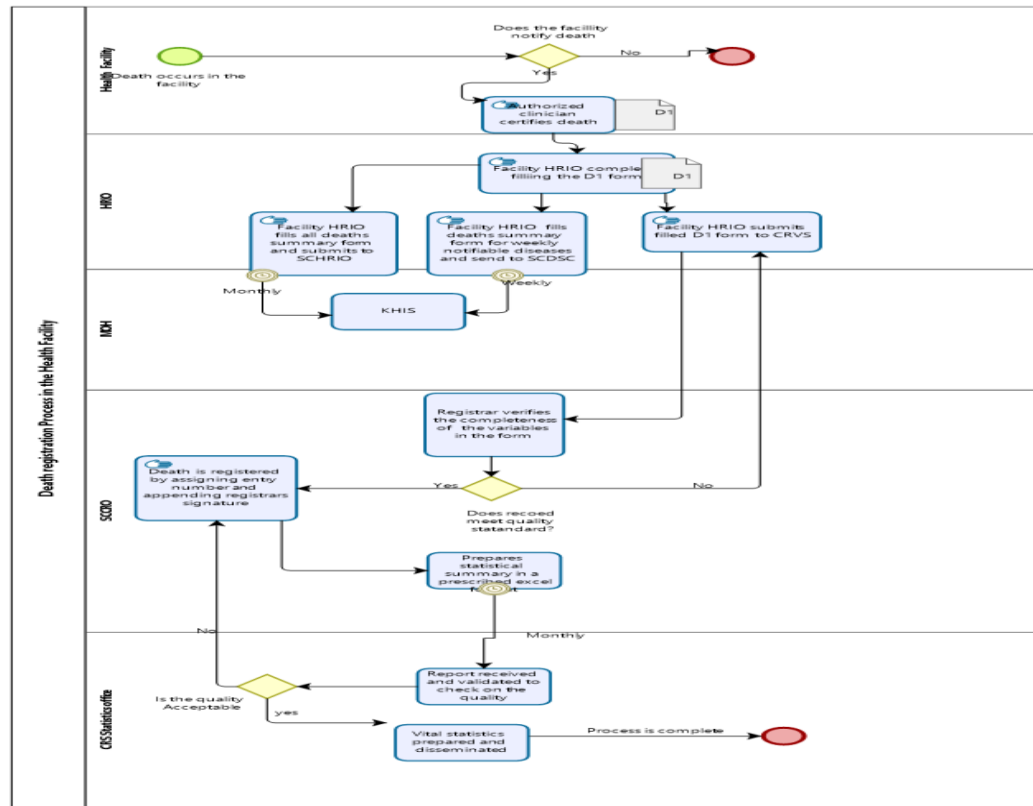 Death registration Process in the Health Facility
Health Facility
Does the facility
notify death
No
Death occurs in the
facility
Yes
Authorized
clinician
certifies death
D1
HRIO
Facility HRIO comple
filliing the D1 form
D1
Facility HRIO
fills all deaths
summary form
and submits to
SCHRIO
Facility HRIO fills
deaths summary
form for weekly
notifiable diseases
and send to SCDSC
Facility HRIO submits
filled D1 form to CRVS
Monthly
Weekly
MOH
KHIS
SCCRO
Registrar verifies
the completeness
of the variables
in the form
Death is registered
by assigning entry
number and
appending registrars
signature
Yes
No
Does recoed
meet quality
statandard?
Prepares
statistical
summary in a
prescribed excel
Monthly
No
CRS Statistics office
Report received
and validated to
check on the
quality
Is the quality
Acceptable
yes
Vital statistics
prepared and
disseminated
Process is complete